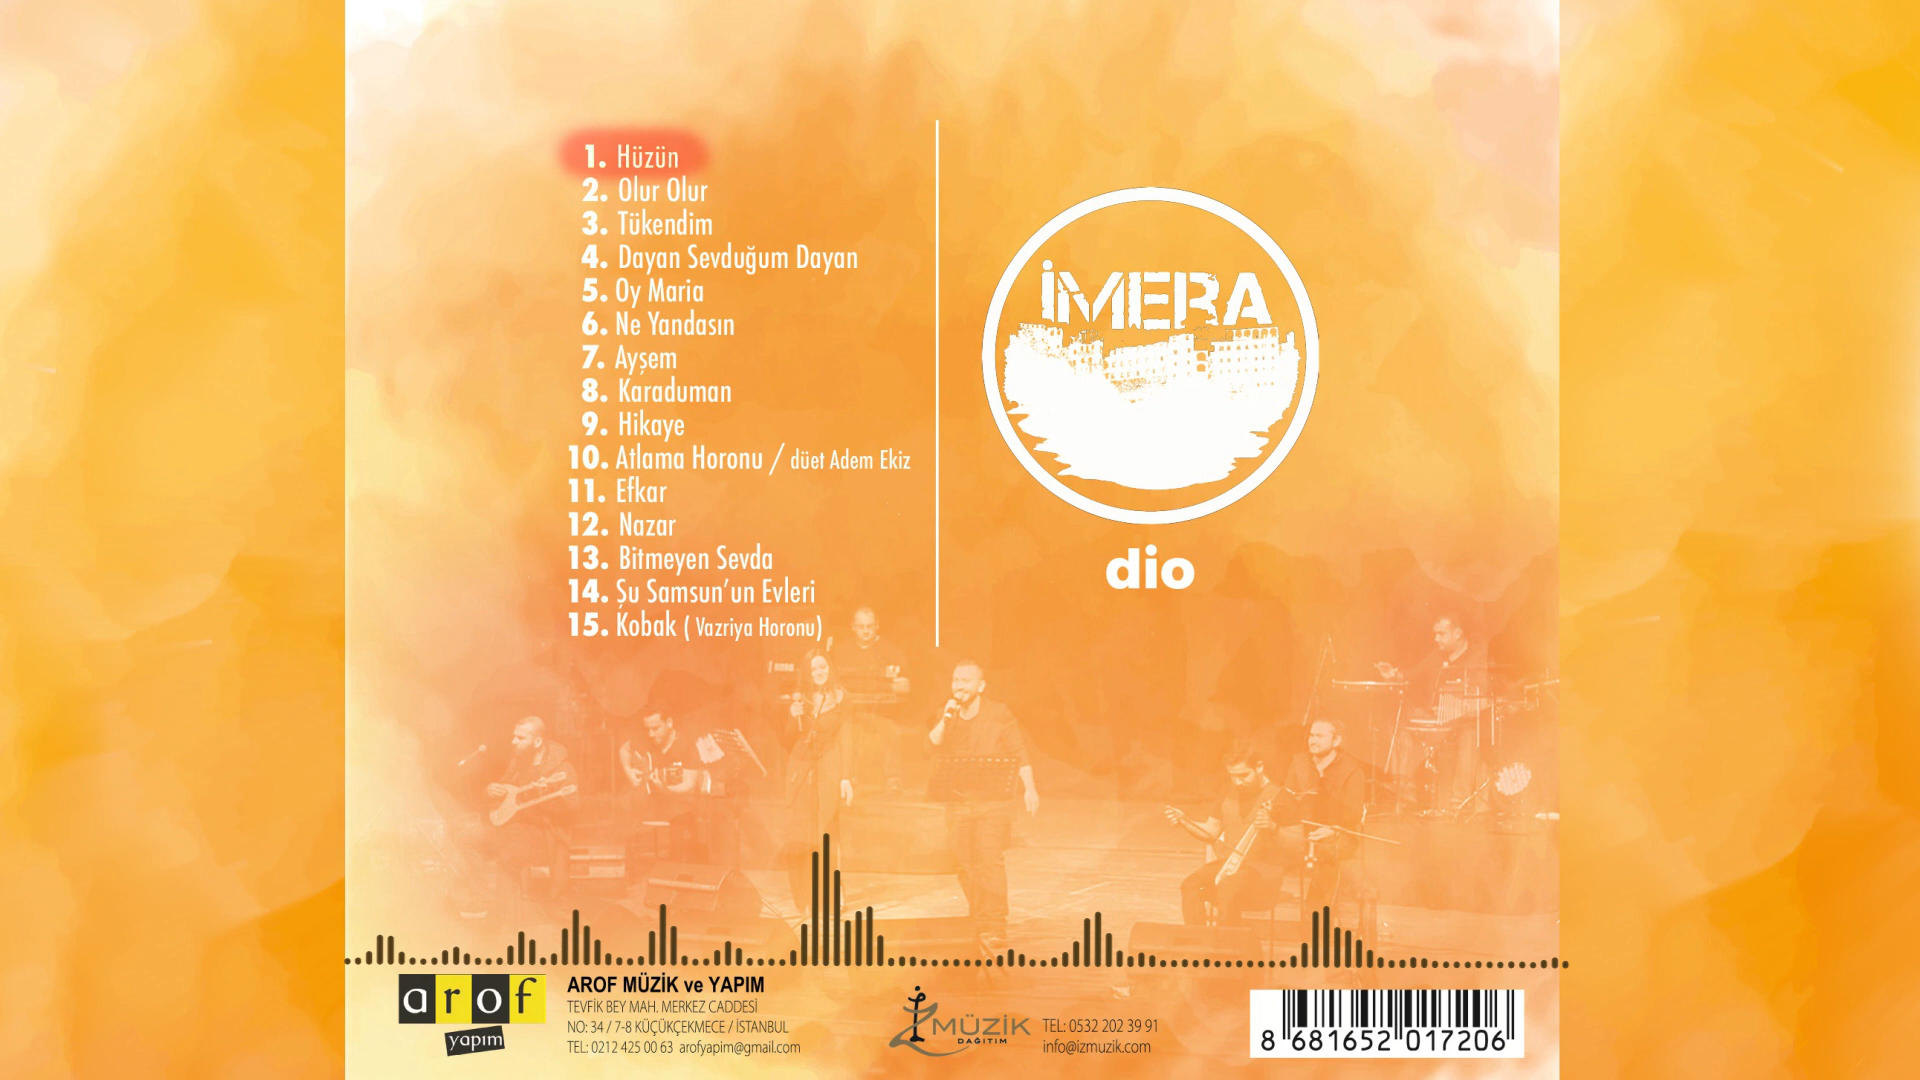 1. Hüzün
2. Olur Olur
3. Tükendim
4. Dayan Sevduğum Dayan
5. Oy Maria
6. Ne Yandasın
7. Ayşem
8. Karaduman
9. Hikaye
10. Atlama Horonu / düet Adem Ekiz
11. Efkar
12. Nazar
13. Bitmeyen Sevda
14. Şu Samsun'un Evleri
15. Kobak ( Vazriya Horonu)
İMERA
dio
arof
yapım
AROF MÜZİK ve YAPIM
TEVFİK BEY MAH. MERKEZ CADDESİ
NO: 34 / 7-8 KÜÇÜKÇEKMECE / İSTANBUL
TEL: 0212 425 00 63 arofyapim@gmail.com
İZ MÜZİK
DAĞITIM
TEL: 0532 202 39 91
info@izmuzik.com
8 681652 017206